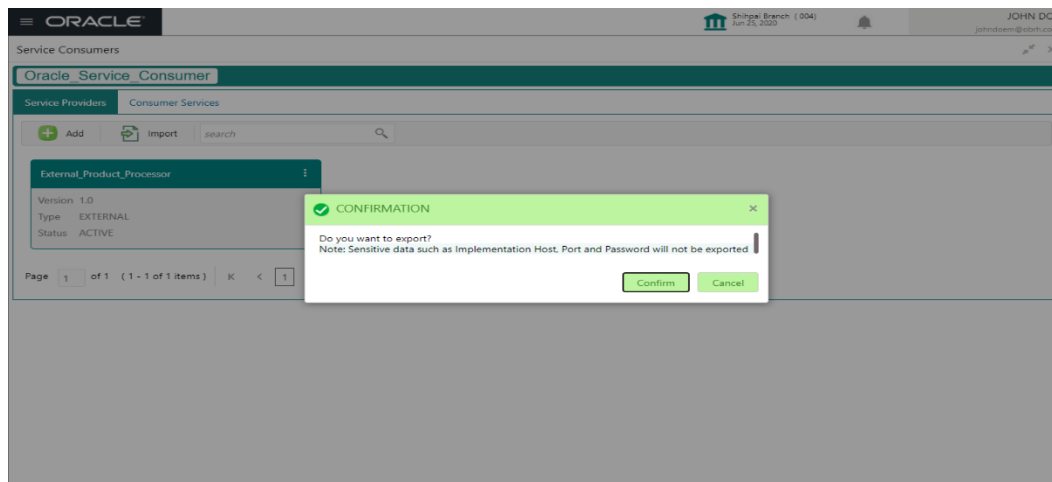 ORACLE
Shihpai Branch ( 004)
Jun 25, 2020
JOHN DO
Service Consumers
Oracle_Service_Consumer
Service Providers Consumer Services
Add Import search
External_Product_Processor
Version 1.0
Type EXTERNAL
Status ACTIVE
Page 1 of 1 ( 1 - 1 of 1 items ) K < 1
CONFIRMATION
Do you want to export?
Note: Sensitive data such as Implementation Host, Port and Password will not be exported
Confirm Cancel